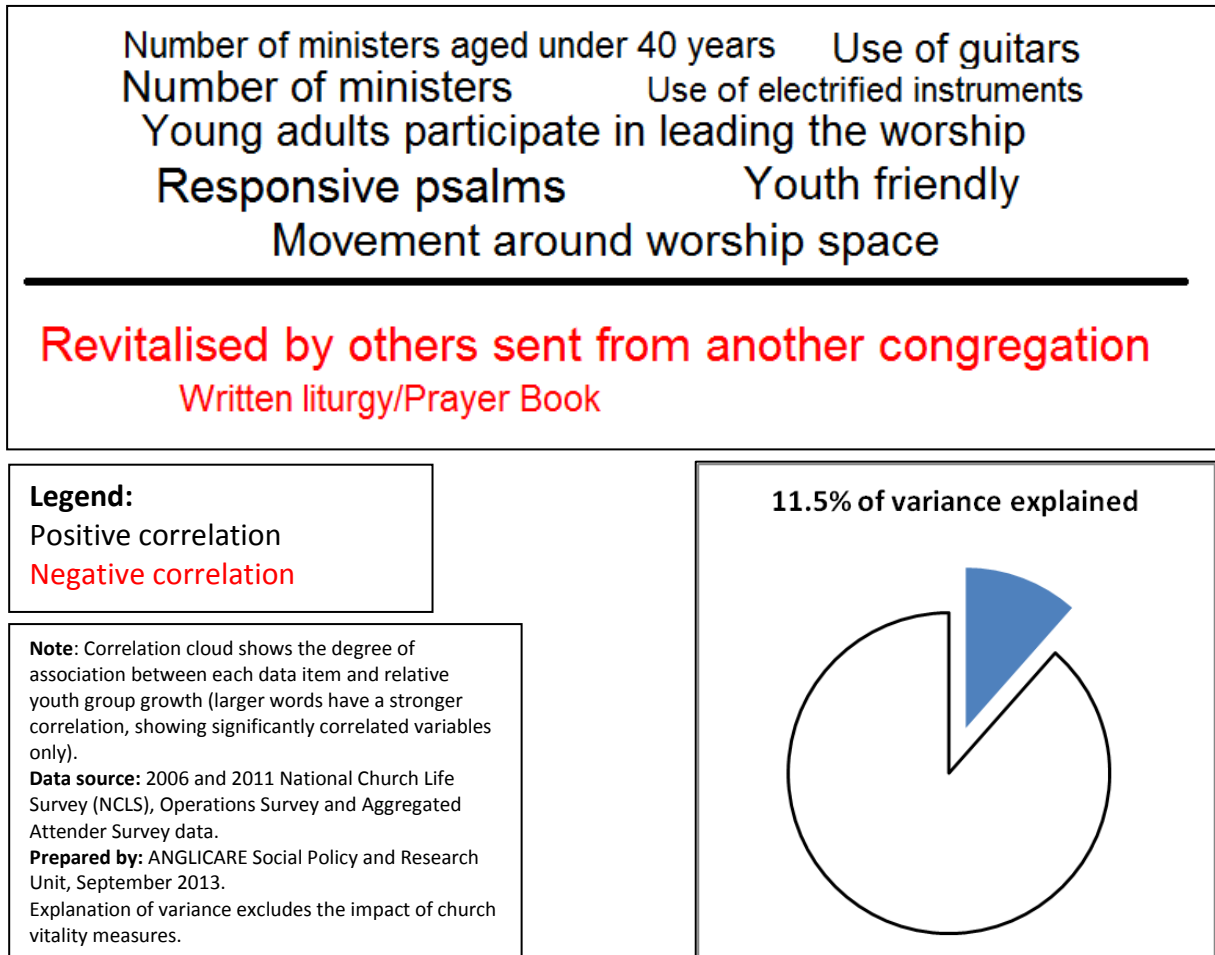 Number of ministers aged under 40 years Use of guitars
Number of ministers Use of electrified instruments
Young adults participate in leading the worship
Responsive psalms Youth friendly
Movement around worship space
Revitalised by others sent from another congregation
Written liturgy/Prayer Book
Legend:
Positive correlation
Negative correlation
Note: Correlation cloud shows the degree of
association between each data item and relative
youth group growth (larger words have a stronger
correlation, showing significantly correlated variables
only).
Data source: 2006 and 2011 National Church Life
Survey (NCLS), Operations Survey and Aggregated
Attender Survey data.
Prepared by: ANGLICARE Social Policy and Research
Unit, September 2013.
Explanation of variance excludes the impact of church
vitality measures.
11.5% of variance explained